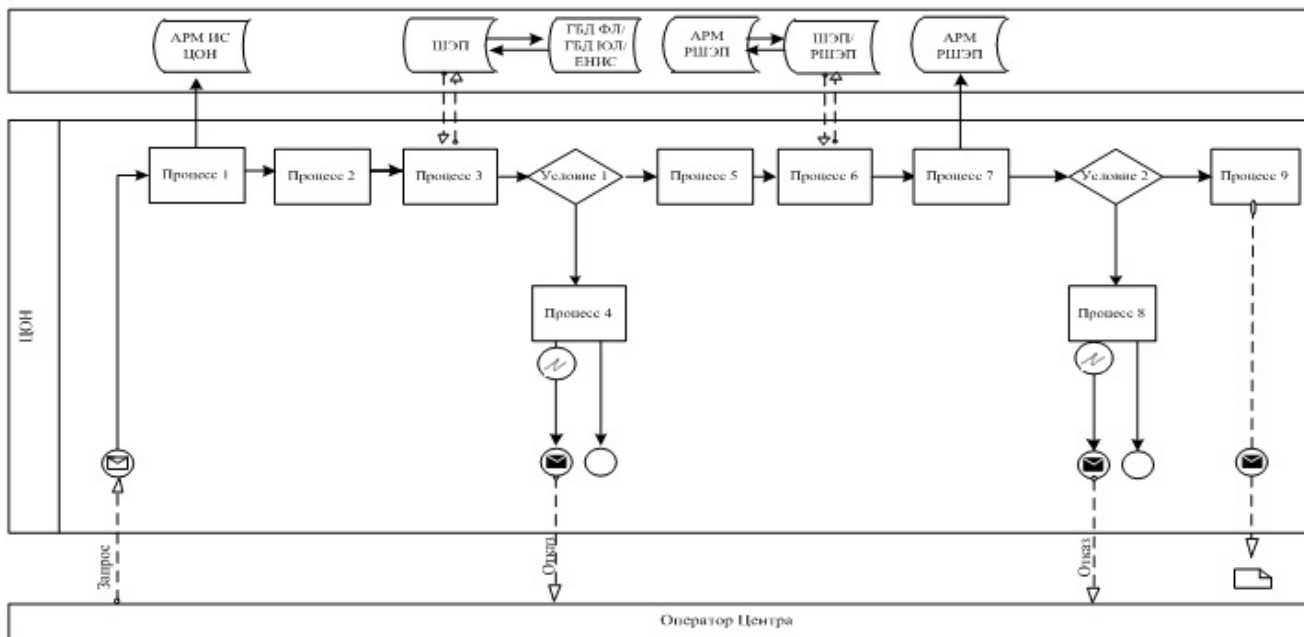 АРМ ИС
ЦОН
ШЭП
ГБД ФЛ/
ГБД ЮЛ/
ЕНИС
АРМ
РШЭП
ШЭП/
РШЭП
АРМ
РШЭП
ЦОН
Процесс 1
Процесс 2
Процесс 3
Условие 1
Процесс 5
Процесс 6
Процесс 7
Условие 2
Процесс 9
Процесс 4
Процесс 8
Запрос
Отказ
Отказ
Оператор Центра